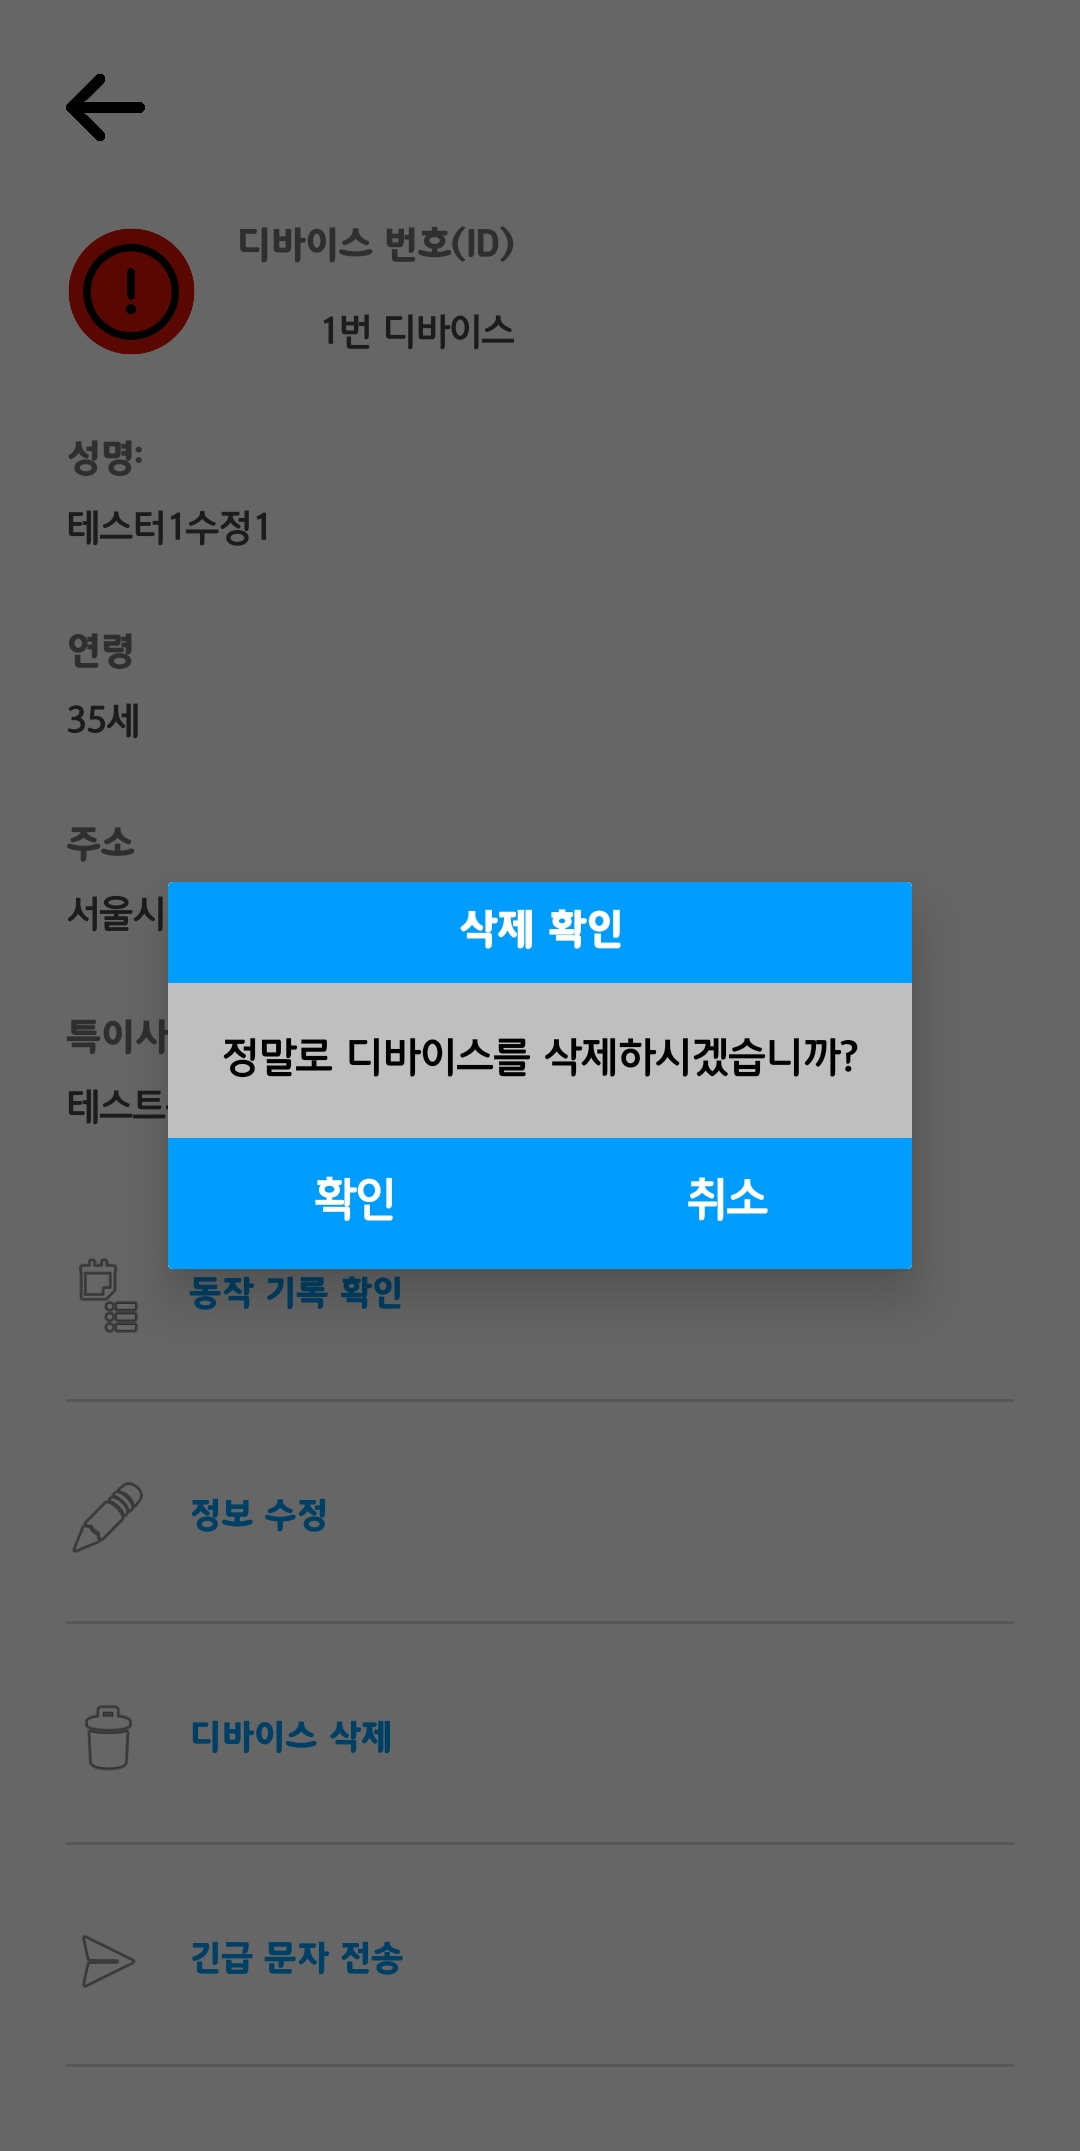 디바이스 번호(ID)
1번 디바이스
성명:
테스터1수정1
연령
35세
주소
서울시
삭제 확인
특이사
정말로 디바이스를 삭제하시겠습니까?
테스트
확인
취소
동작 기록 확인
정보 수정
디바이스 삭제
긴급 문자 전송